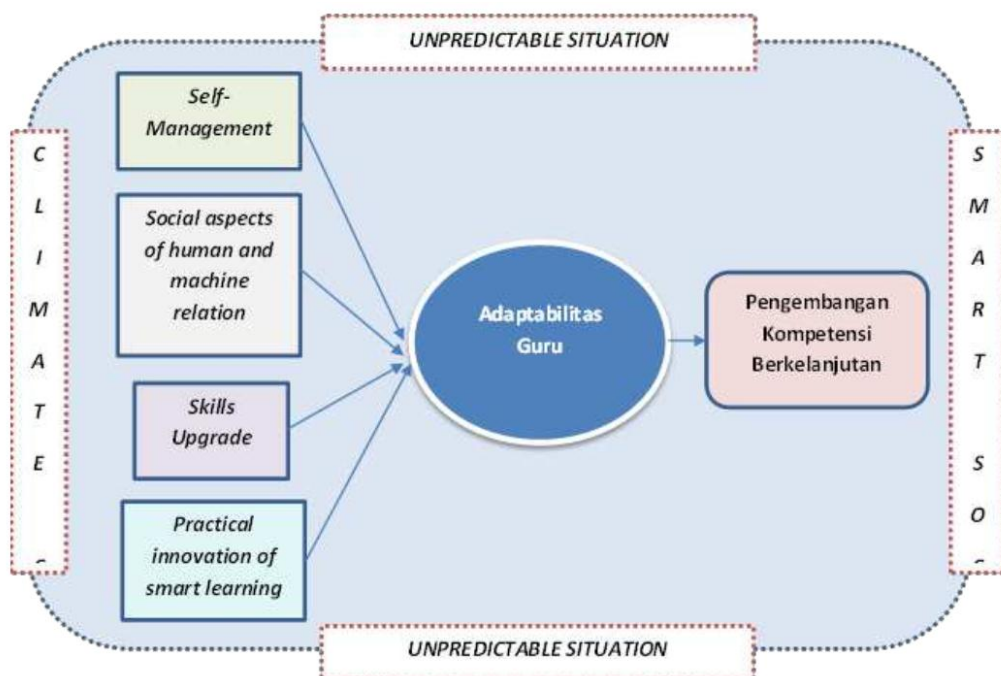 UNPREDICTABLE SITUATION
Self-
Management
Social aspects
of human and
machine
relation
Skills
Upgrade
Practical
innovation of
smart learning
Adaptabilitas
Guru
Pengembangan
Kompetensi
Berkelanjutan
C
L
I
M
A
T
E
S
M
A
R
T
S
O
UNPREDICTABLE SITUATION